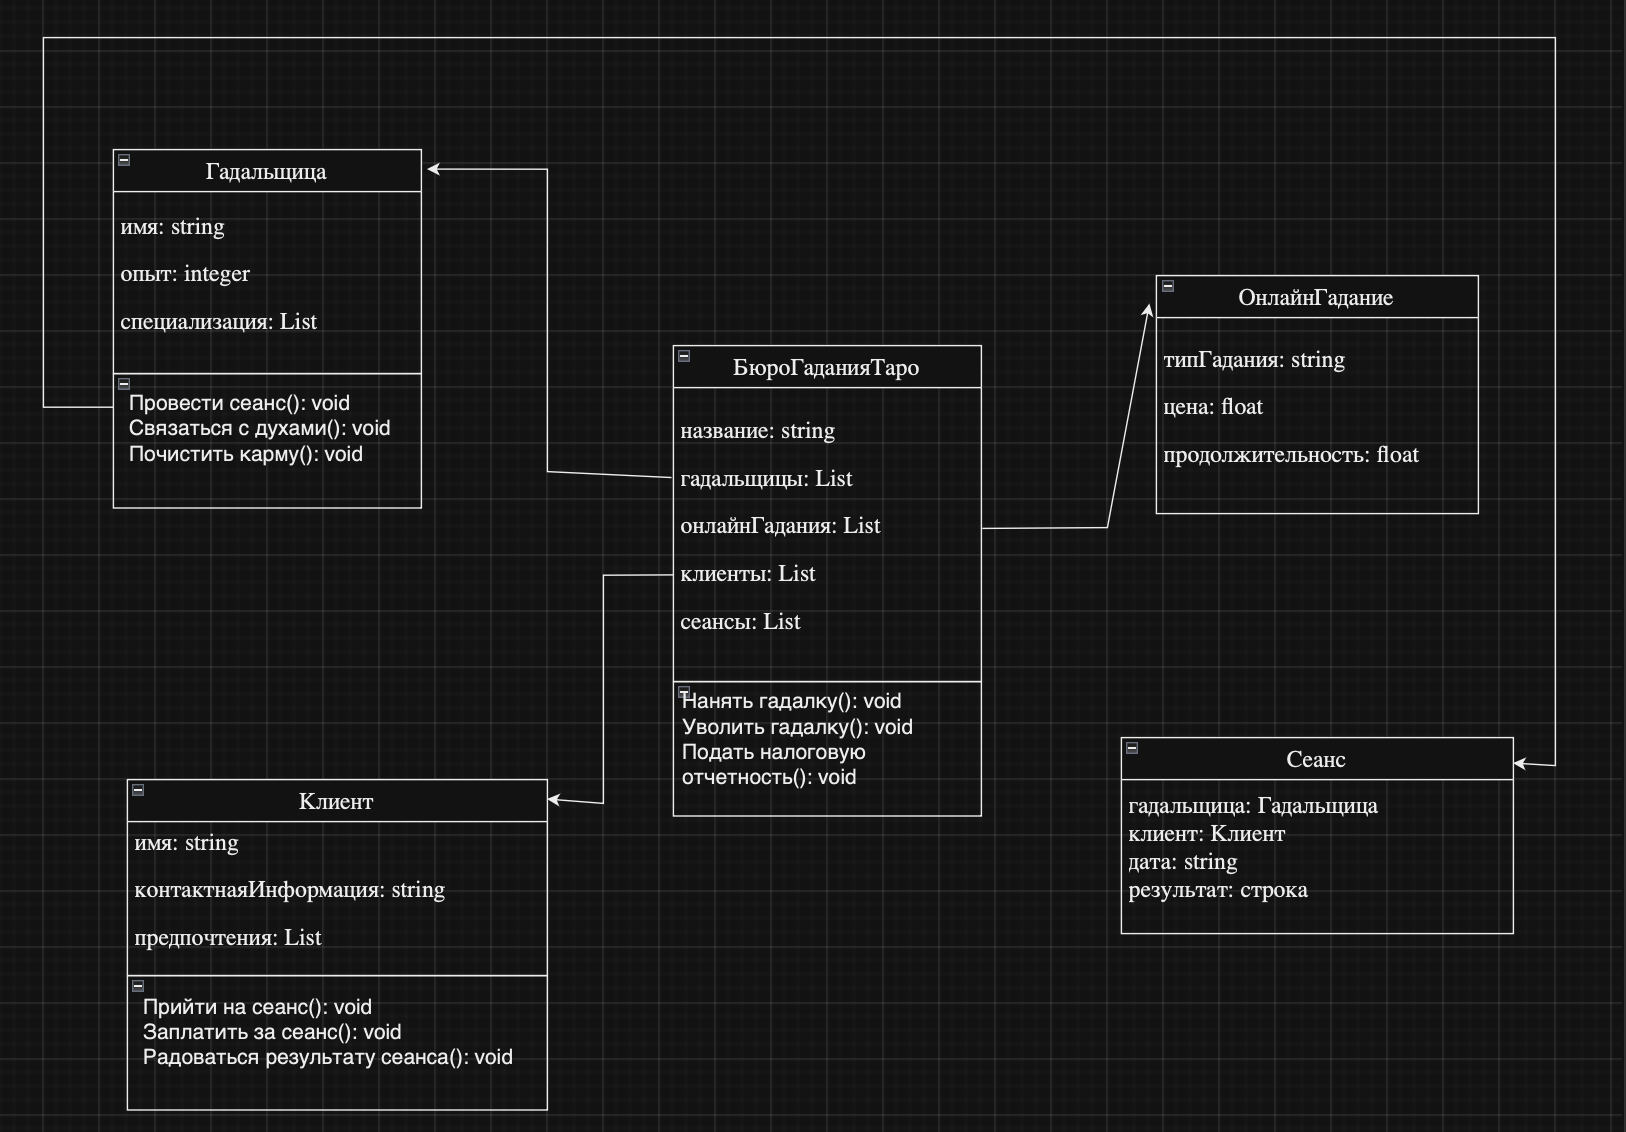 Гадальщица
имя: string
опыт: integer
специализация: List
Провести сеанс(): void
Связаться с духами(): void
Почистить карму(): void
БюроГаданияТаро
название: string
гадальщицы: List
онлайнГадания: List
клиенты: List
сеансы: List
Нанять гадалку(): void
Уволить гадалку(): void
Подать налоговую
отчетность(): void
ОнлайнГадание
типГадания: string
цена: float
продолжительность: float
Клиент
имя: string
контактнаяИнформация: string
предпочтения: List
Прийти на сеанс(): void
Заплатить за сеанс(): void
Радоваться результату сеанса(): void
Сеанс
гадальщица: Гадальщица
клиент: Клиент
дата: string
результат: строка